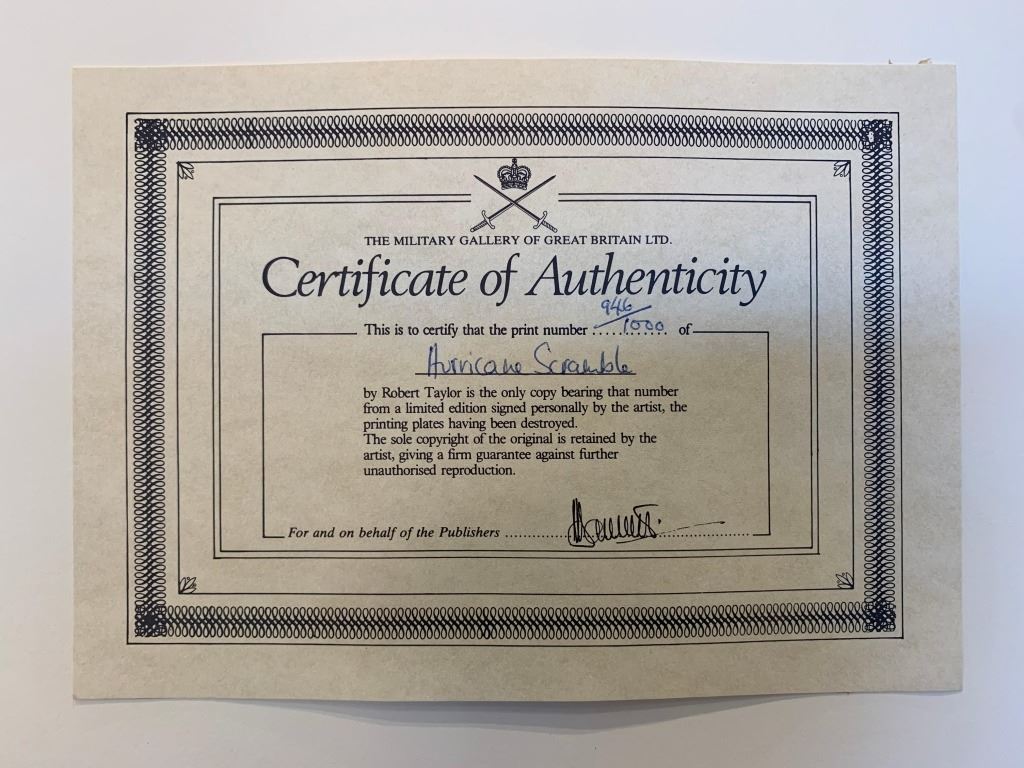 THE MILITARY GALLERY OF GREAT BRITAIN LTD.
Certificate of Authenticity
This is to certify that the print number 946/1000 of
Hurricane Scramble
by Robert Taylor is the only copy bearing that number
from a limited edition signed personally by the artist, the
printing plates having been destroyed.
The sole copyright of the original is retained by the
artist, giving a firm guarantee against further
unauthorised reproduction.
For and on behalf of the Publishers